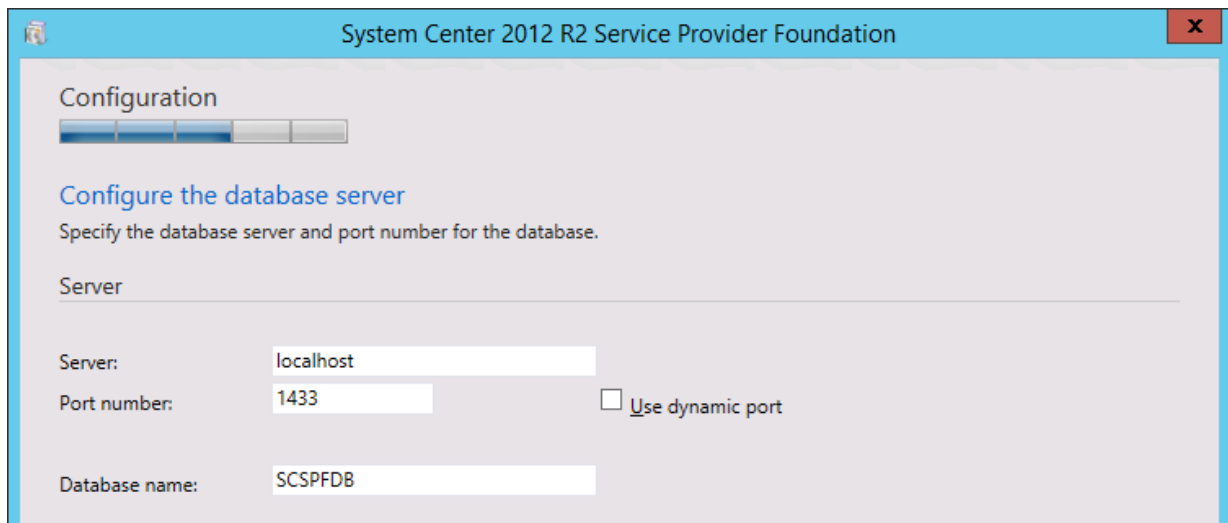 System Center 2012 R2 Service Provider Foundation
x
Configuration
Configure the database server
Specify the database server and port number for the database.
Server
Server: localhost
Port number: 1433 Use dynamic port
Database name: SCSPFDB